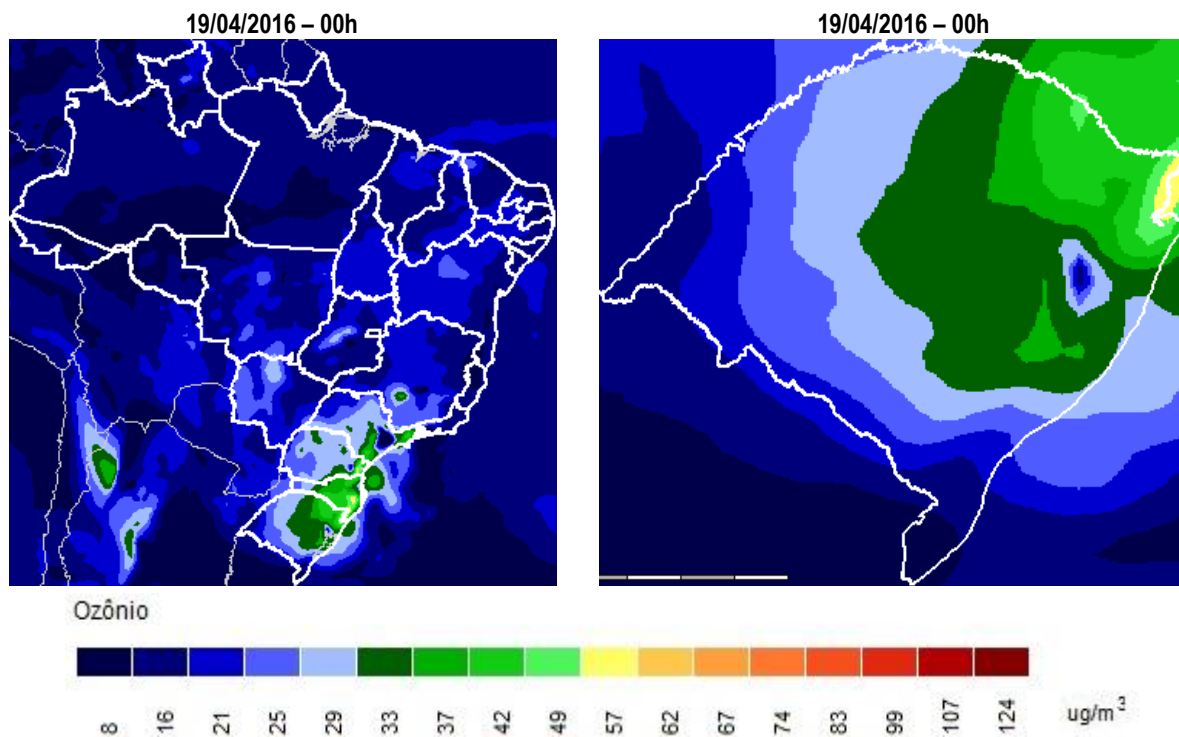 19/04/2016 – 00h 19/04/2016 – 00h
Ozônio
8 16 21 25 29 33 37 42 49 57 62 67 74 83 99 107 124 ug/m³